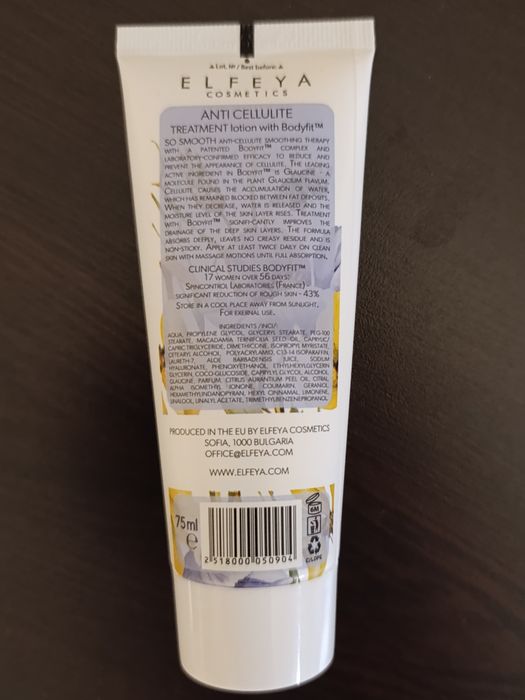 ▲ Lot. №/Best before: ▲
ELFEYA
COSMETICS
ANTI CELLULITE
TREATMENT lotion with Bodyfit™
SO SMOOTH ANTI-CELLULITE SMOOTHING THERAPY
WITH A PATENTED BODYFIT™ COMPLEX AND
LABORATORY-CONFIRMED EFFICACY TO REDUCE AND
PREVENT THE APPEARANCE OF CELLULITE. THE LEADING
ACTIVE INGREDIENT IN BODYFIT™ IS GLAUCINE - A
MOLECULE FOUND IN THE PLANT GLAUCIUM FLAVUM.
CELLULITE CAUSES THE ACCUMULATION OF WATER,
WHICH HAS REMAINED BLOCKED BETWEEN FAT DEPOSITS.
WHEN THEY DECREASE, WATER IS RELEASED AND THE
MOISTURE LEVEL OF THE SKIN LAYER RISES. TREATMENT
WITH BODYFIT™ SIGNIFI-CANTLY IMPROVES THE
DRAINAGE OF THE DEEP SKIN LAYERS. THE FORMULA
ABSORBS DEEPLY, LEAVES NO GREASY RESIDUE AND IS
NON-STICKY. APPLY AT LEAST TWICE DAILY ON CLEAN
SKIN WITH MASSAGE MOTIONS UNTIL FULL ABSORPTION.
CLINICAL STUDIES BODYFIT™
17 WOMEN OVER 56 DAYS:
SPINCONTROL LABORATORIES (FRANCE) -
SIGNIFICANT REDUCTION OF ROUGH SKIN - 43%
STORE IN A COOL PLACE AWAY FROM SUNLIGHT.
FOR EXERNAL USE.
INGREDIENTS /INCI/:
AQUA, PROPYLENE GLYCOL, GLYCERYL STEARATE, PEG-100
STEARATE, MACADAMIA TERNIFOLIA SEED OIL, CAPRYLIC/
CAPRIC TRIGLYCERIDE, DIMETHICONE, ISOPROPYL MYRISTATE,
CETEARYL ALCOHOL, POLYACRYLAMID, C13-14 ISOPARAFFIN,
LAURETH-7, ALOE BARBADENSIS JUICE, SODIUM
HYALURONATE, PHENOXYETHANOL, ETHYLHEXYLGLYCERIN
GLYCERIN, COCO-GLUCOSIDE, CAPRYLYL GLYCOL, ALCOHOL,
GLAUCINE, PARFUM, CITRUS AURANTIUM PEEL OIL, CITRAL,
ALPHA ISOMETHYL IONONE, COUMARIN, GERANIOL,
HEXAMETHYLINDANOPYRAN, HEXYL CINNAMAL, LIMONENE,
LINALOOL, LINALYL ACETATE, TRIMETHYLBENZENEPROPANOL
PRODUCED IN THE EU BY ELFEYA COSMETICS
SOFIA, 1000 BULGARIA
OFFICE@ELFEYA.COM
WWW.ELFEYA.COM
6M
75ml
e
2 518000 050904
C/LDPE